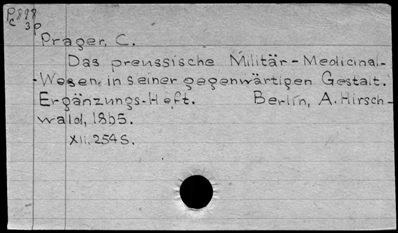 P898
C 3p
Prager, C.
Das preussische Militär-Medicinal-
-Wesen in seiner gegenwärtigen Gestalt.
Ergänzungs-Heft. Berlin, A. Hirsch-
wald, 1865.
XII. 254 S.